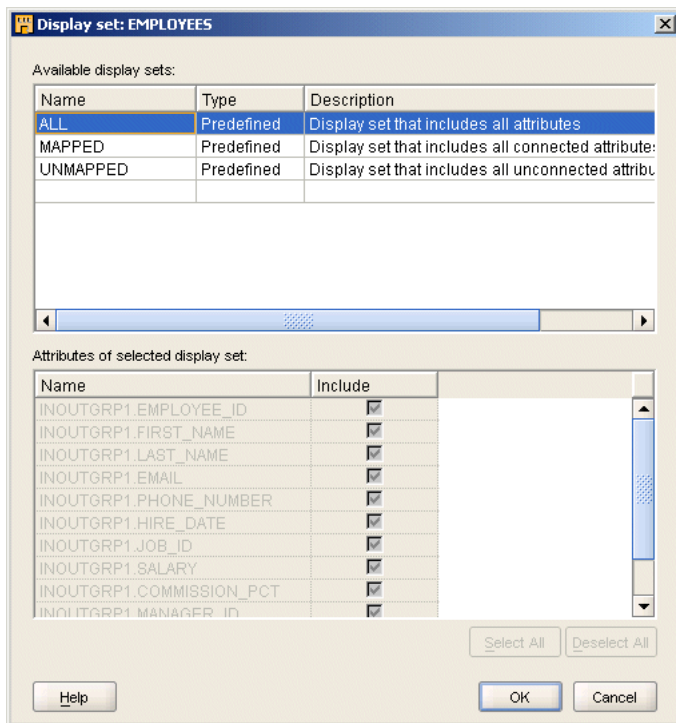 Display set: EMPLOYEES
Available display sets:
Name Type Description
ALL Predefined Display set that includes all attributes
MAPPED Predefined Display set that includes all connected attributes
UNMAPPED Predefined Display set that includes all unconnected attribu
Attributes of selected display set:
Name Include
INOUTGRP1.EMPLOYEE_ID
INOUTGRP1.FIRST_NAME
INOUTGRP1.LAST_NAME
INOUTGRP1.EMAIL
INOUTGRP1.PHONE_NUMBER
INOUTGRP1.HIRE_DATE
INOUTGRP1.JOB_ID
INOUTGRP1.SALARY
INOUTGRP1.COMMISSION_PCT
INOUTGRP1.MANAGER_ID
Select All Deselect All
Help OK Cancel